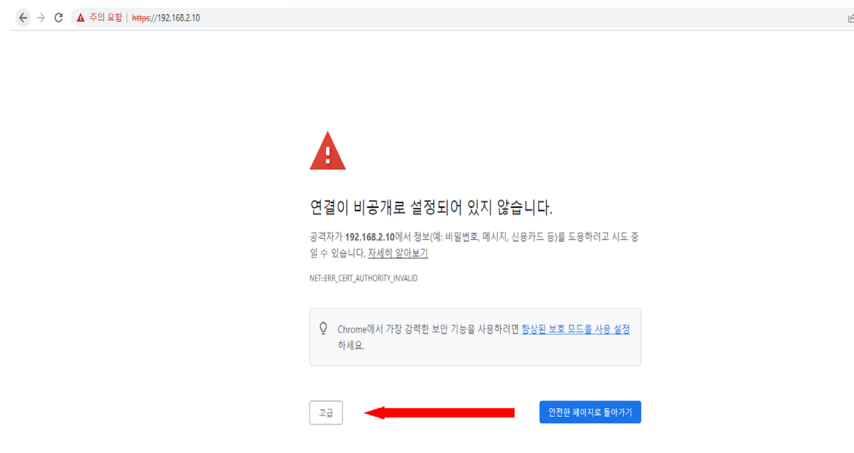 주의 요함 | https://192.168.2.10
연결이 비공개로 설정되어 있지 않습니다.
공격자가 192.168.2.10에서 정보(예: 비밀번호, 메시지, 신용카드 등)를 도용하려고 시도 중
일 수 있습니다. 자세히 알아보기
NET::ERR_CERT_AUTHORITY_INVALID
Chrome에서 가장 강력한 보안 기능을 사용하려면 향상된 보호 모드를 사용 설정
하세요.
고급
안전한 페이지로 돌아가기